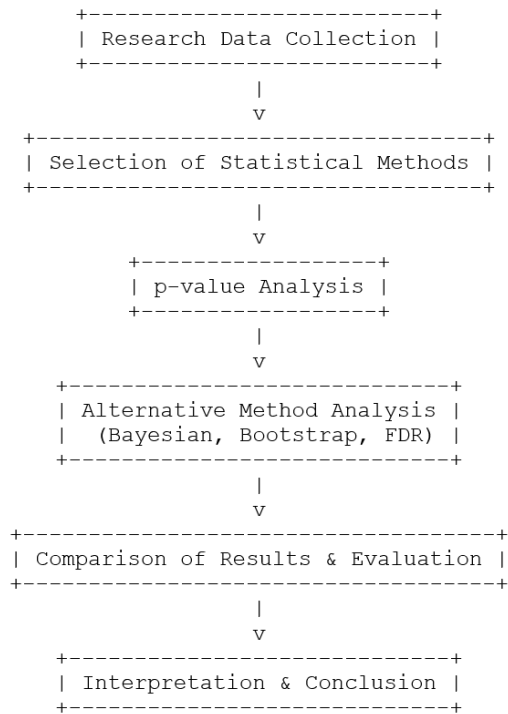 +--------------------------+
| Research Data Collection |
+--------------------------+
|
v
+----------------------------------+
| Selection of Statistical Methods |
+----------------------------------+
|
v
+------------------+
| p-value Analysis |
+------------------+
|
v
+-----------------------------+
| Alternative Method Analysis |
|  (Bayesian, Bootstrap, FDR) |
+-----------------------------+
|
v
+------------------------------------+
| Comparison of Results & Evaluation |
+------------------------------------+
|
v
+-----------------------------+
| Interpretation & Conclusion |
+-----------------------------+